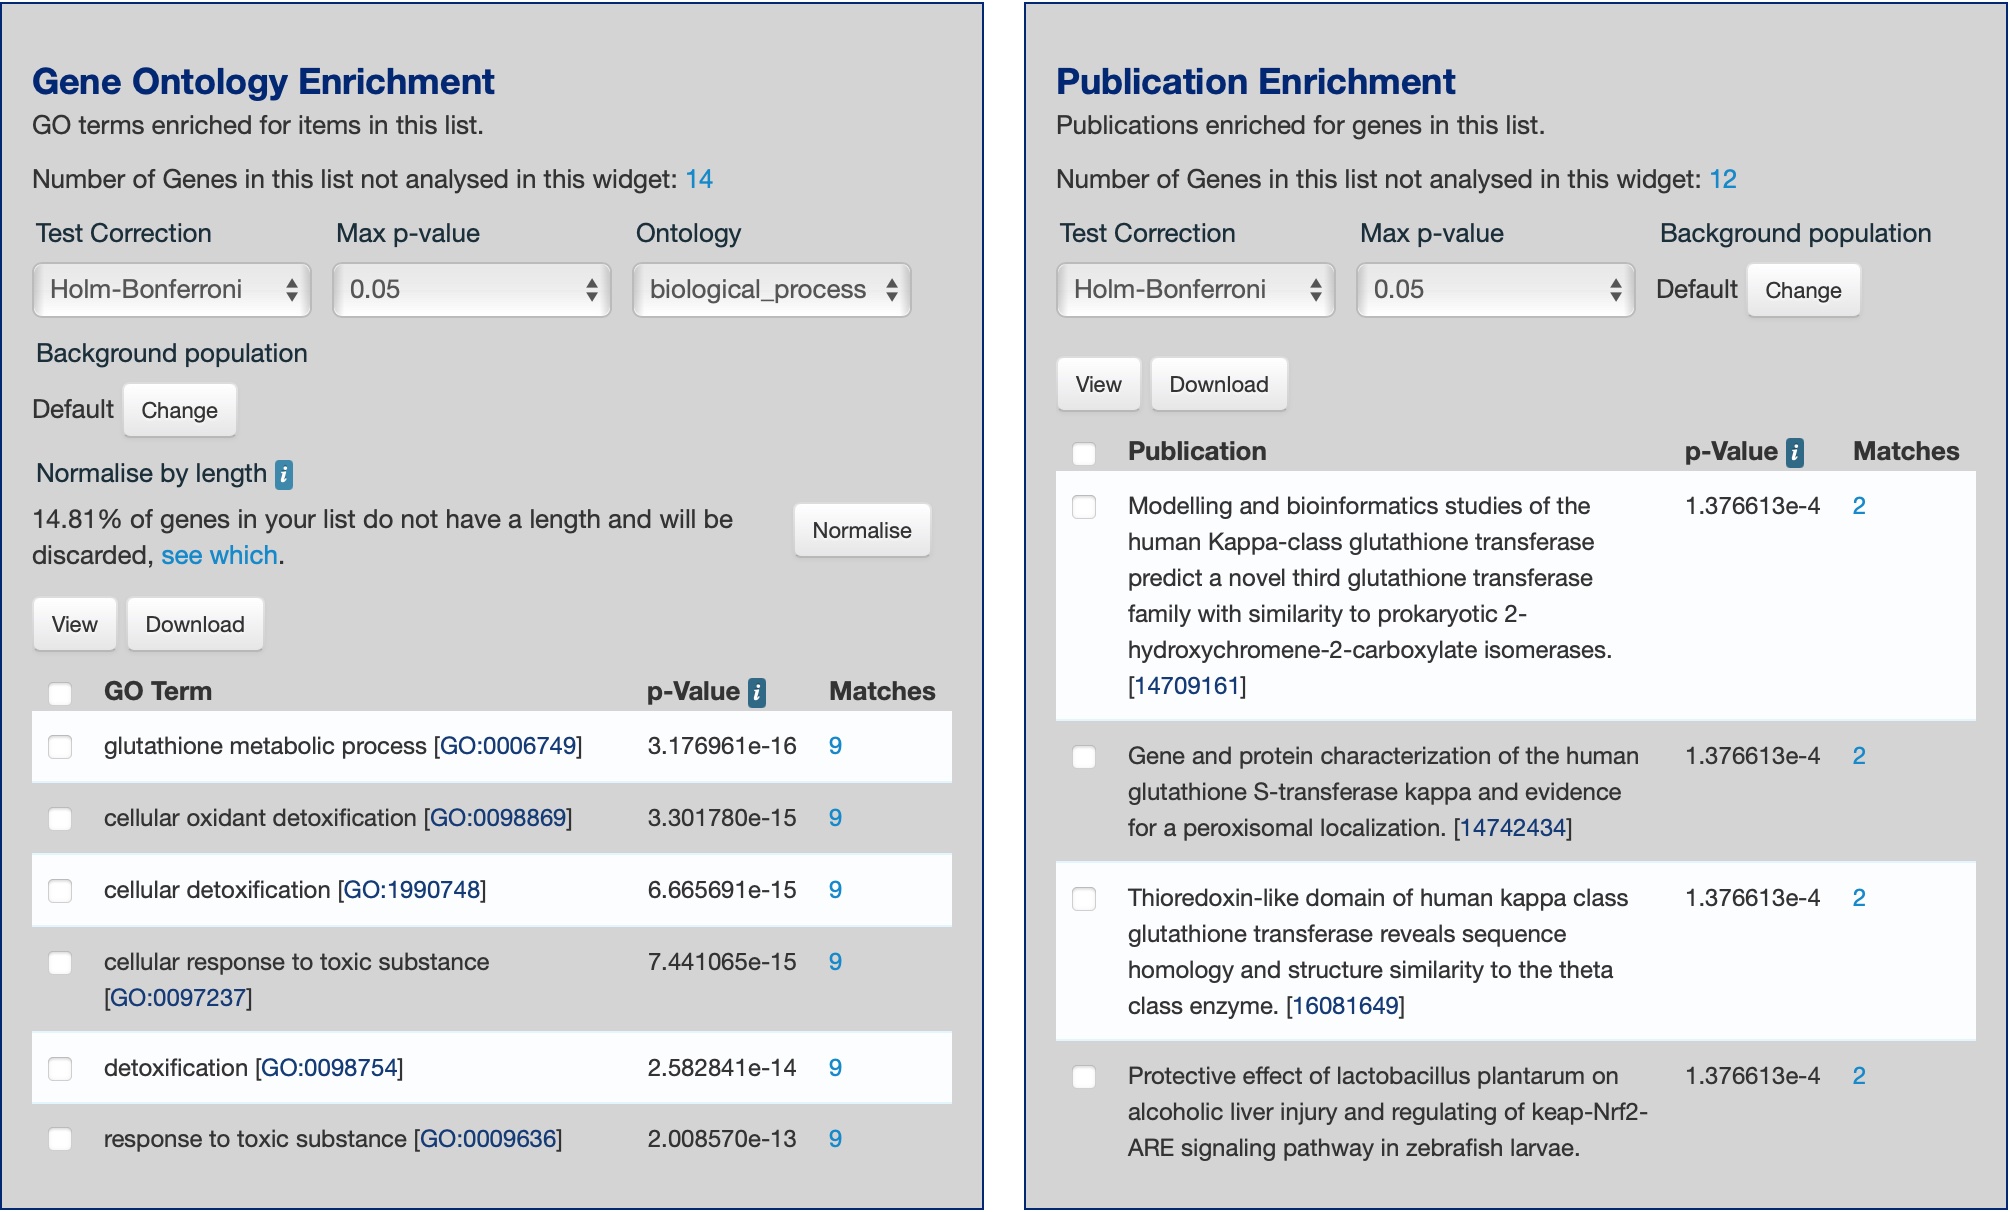 Gene Ontology Enrichment
GO terms enriched for items in this list.
Number of Genes in this list not analysed in this widget: 14
Test Correction Max p-value Ontology
Holm-Bonferroni 0.05 biological_process
Background population
Default Change
Normalise by length i
14.81% of genes in your list do not have a length and will be
discarded, see which.
Normalise
View Download
GO Term p-Value i Matches
glutathione metabolic process [GO:0006749] 3.176961e-16 9
cellular oxidant detoxification [GO:0098869] 3.301780e-15 9
cellular detoxification [GO:1990748] 6.665691e-15 9
cellular response to toxic substance 7.441065e-15 9
[GO:0097237]
detoxification [GO:0098754] 2.582841e-14 9
response to toxic substance [GO:0009636] 2.008570e-13 9
Publication Enrichment
Publications enriched for genes in this list.
Number of Genes in this list not analysed in this widget: 12
Test Correction Max p-value Background population
Holm-Bonferroni 0.05 Default Change
View Download
Publication p-Value i Matches
Modelling and bioinformatics studies of the 1.376613e-4 2
human Kappa-class glutathione transferase
predict a novel third glutathione transferase
family with similarity to prokaryotic 2-
hydroxychromene-2-carboxylate isomerases.
[14709161]
Gene and protein characterization of the human 1.376613e-4 2
glutathione S-transferase kappa and evidence
for a peroxisomal localization. [14742434]
Thioredoxin-like domain of human kappa class 1.376613e-4 2
glutathione transferase reveals sequence
homology and structure similarity to the theta
class enzyme. [16081649]
Protective effect of lactobacillus plantarum on 1.376613e-4 2
alcoholic liver injury and regulating of keap-Nrf2-
ARE signaling pathway in zebrafish larvae.